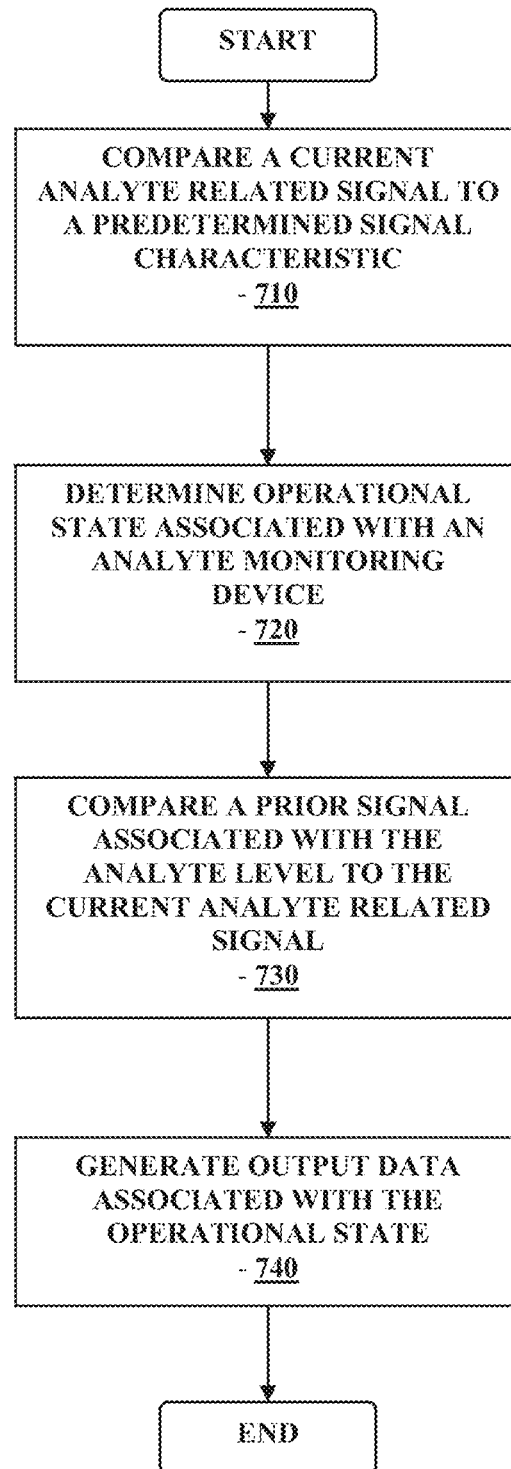 START
COMPARE A CURRENT
ANALYTE RELATED SIGNAL TO
A PREDETERMINED SIGNAL
CHARACTERISTIC
- 710
DETERMINE OPERATIONAL
STATE ASSOCIATED WITH AN
ANALYTE MONITORING
DEVICE
- 720
COMPARE A PRIOR SIGNAL
ASSOCIATED WITH THE
ANALYTE LEVEL TO THE
CURRENT ANALYTE RELATED
SIGNAL
- 730
GENERATE OUTPUT DATA
ASSOCIATED WITH THE
OPERATIONAL STATE
- 740
END